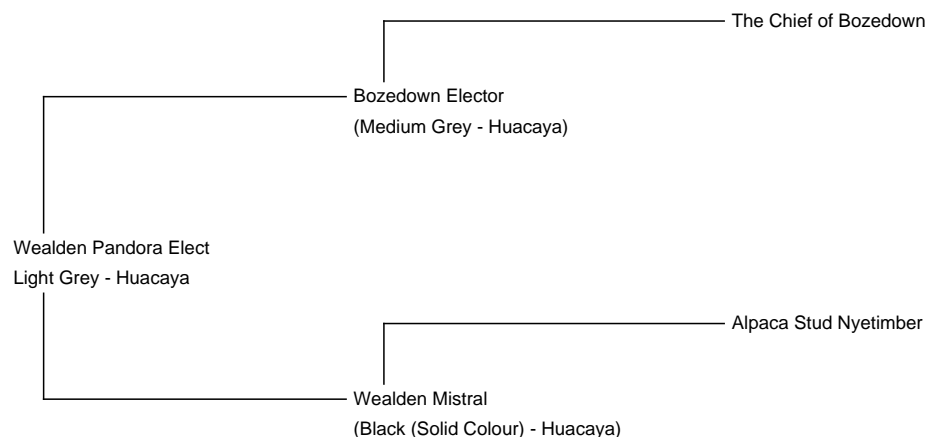 The Chief of Bozedown
Bozedown Elector
(Medium Grey - Huacaya)
Wealden Pandora Elect
Light Grey - Huacaya
Alpaca Stud Nyetimber
Wealden Mistral
(Black (Solid Colour) - Huacaya)